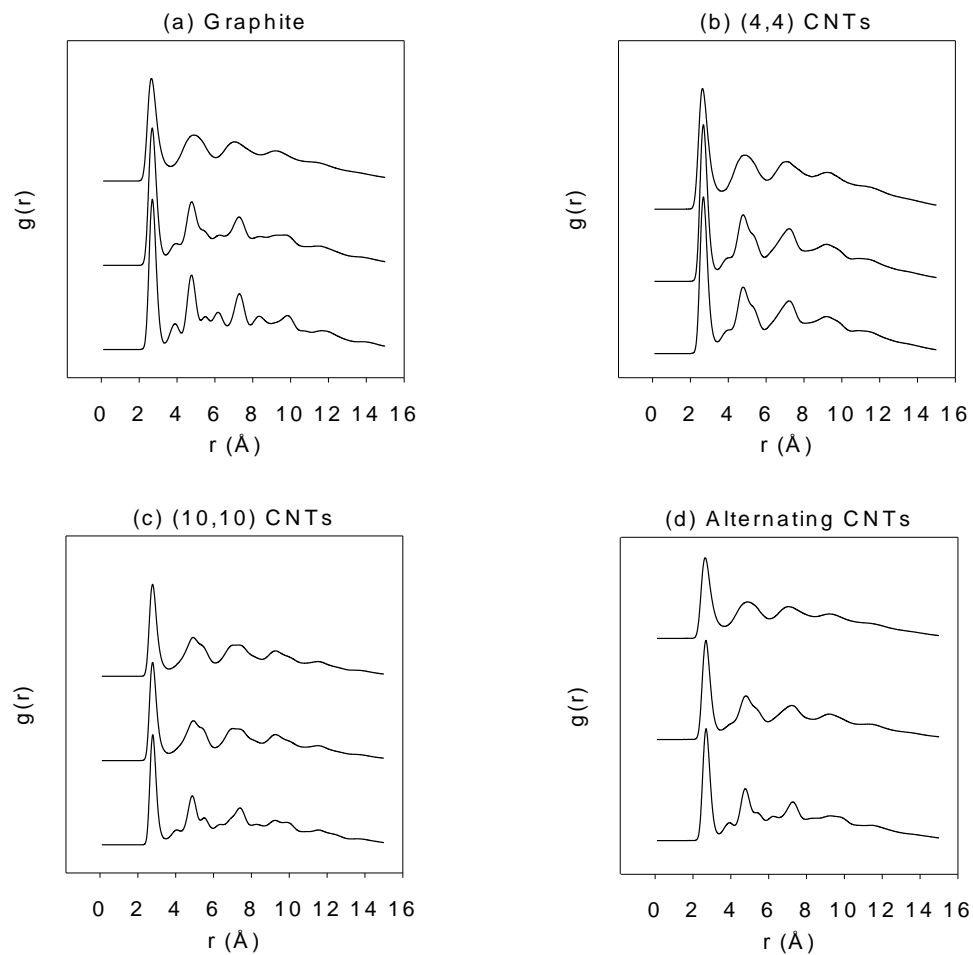 (a) Graphite
g(r)
0 2 4 6 8 10 12 14 16
r (Å)
(b) (4,4) CNTs
g(r)
0 2 4 6 8 10 12 14 16
r (Å)
(c) (10,10) CNTs
g(r)
0 2 4 6 8 10 12 14 16
r (Å)
(d) Alternating CNTs
g(r)
0 2 4 6 8 10 12 14 16
r (Å)